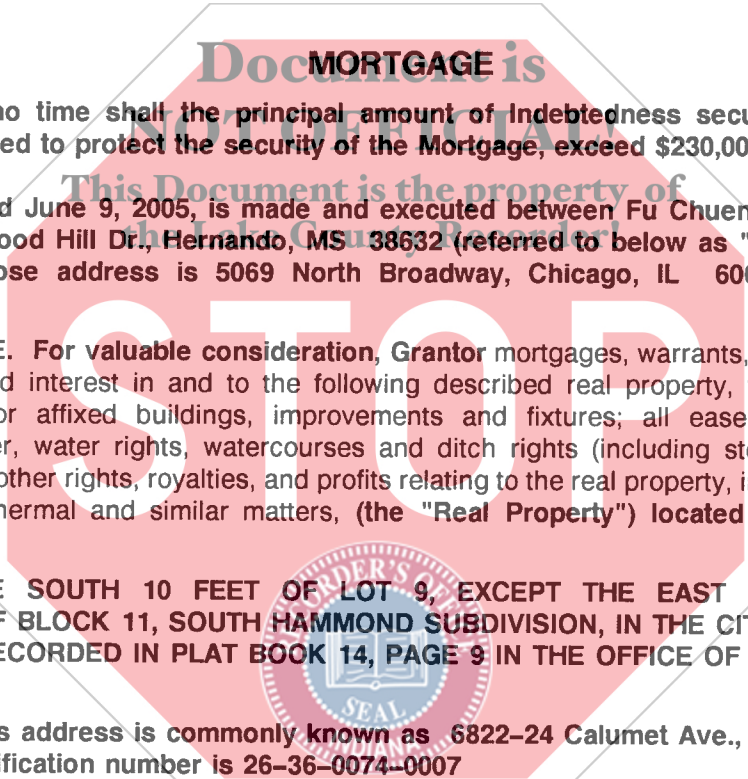 Document is
MORTGAGE
NOT OFFICIAL!
no time shall the principal amount of Indebtedness secu
ed to protect the security of the Mortgage, exceed $230,00
This Document is the property of
the Lake County Recorder!
d June 9, 2005, is made and executed between Fu Chuen
ood Hill Dr., Hernando, MS 38632 (referred to below as "
ose address is 5069 North Broadway, Chicago, IL 60
STOP
E. For valuable consideration, Grantor mortgages, warrants,
d interest in and to the following described real property,
or affixed buildings, improvements and fixtures; all ease
r, water rights, watercourses and ditch rights (including st
other rights, royalties, and profits relating to the real property, i
hermal and similar matters, (the "Real Property") located
E SOUTH 10 FEET OF LOT 9, EXCEPT THE EAST
F BLOCK 11, SOUTH HAMMOND SUBDIVISION, IN THE CIT
ECORDED IN PLAT BOOK 14, PAGE 9 IN THE OFFICE OF
RECORDER'S OFFICE
SEAL
INDIANA
s address is commonly known as 6822–24 Calumet Ave.,
ification number is 26–36–0074–0007